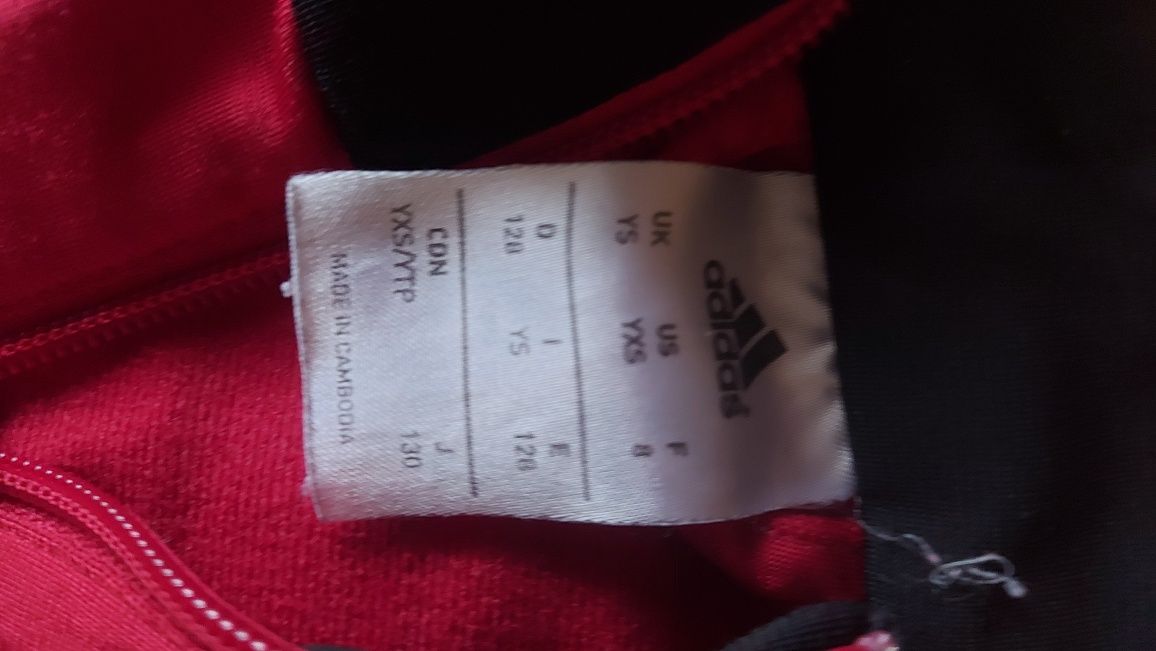 adidas
UK US F
YS YXS 8
D I E
128 YS 128
CDN J
YXS/YTP 130
MADE IN CAMBODIA